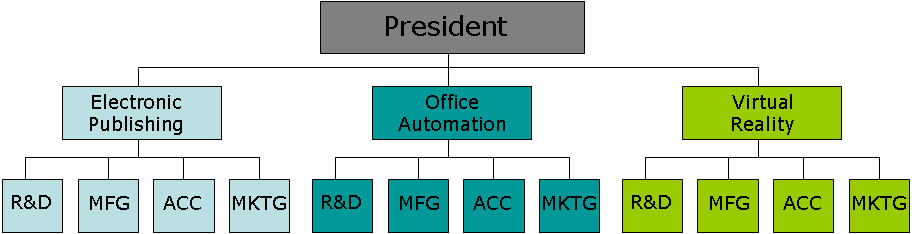 President
Electronic
Publishing
Office
Automation
Virtual
Reality
R&D
MFG
ACC
MKTG
R&D
MFG
ACC
MKTG
R&D
MFG
ACC
MKTG